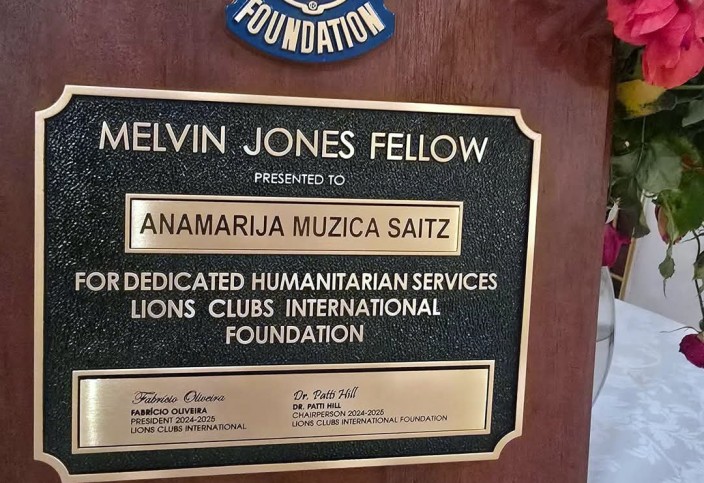 FOUNDATION
MELVIN JONES FELLOW
PRESENTED TO
ANAMARIJA MUZICA SAITZ
FOR DEDICATED HUMANITARIAN SERVICES
LIONS CLUBS INTERNATIONAL
FOUNDATION
Fabrício Oliveira
FABRÍCIO OLIVEIRA
PRESIDENT 2024-2025
LIONS CLUBS INTERNATIONAL
Dr. Patti Hill
DR. PATTI HILL
CHAIRPERSON 2024-2025
LIONS CLUBS INTERNATIONAL FOUNDATION